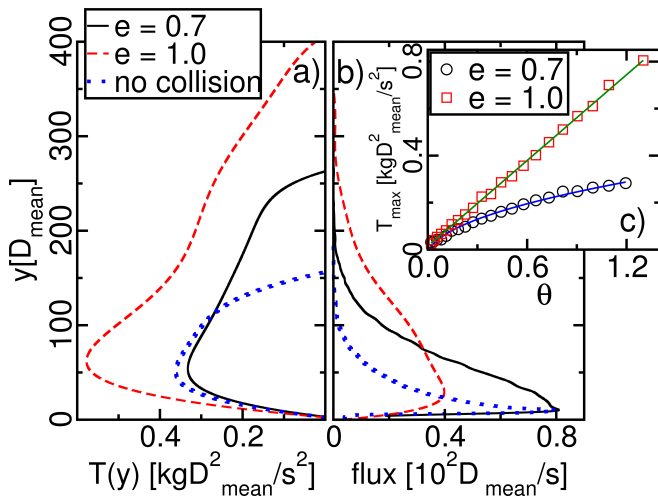 e = 0.7
e = 1.0
no collision
a)
b)
c)
e = 0.7
e = 1.0
400
300
200
100
0
y[D_mean]
0.4
0.2
T(y) [kgD²_mean/s²]
0
0.4
0.8
flux [10²D_mean/s]
0.8
0.4
0
T_max [kgD²_mean/s²]
0.0
0.6
1.2
θ